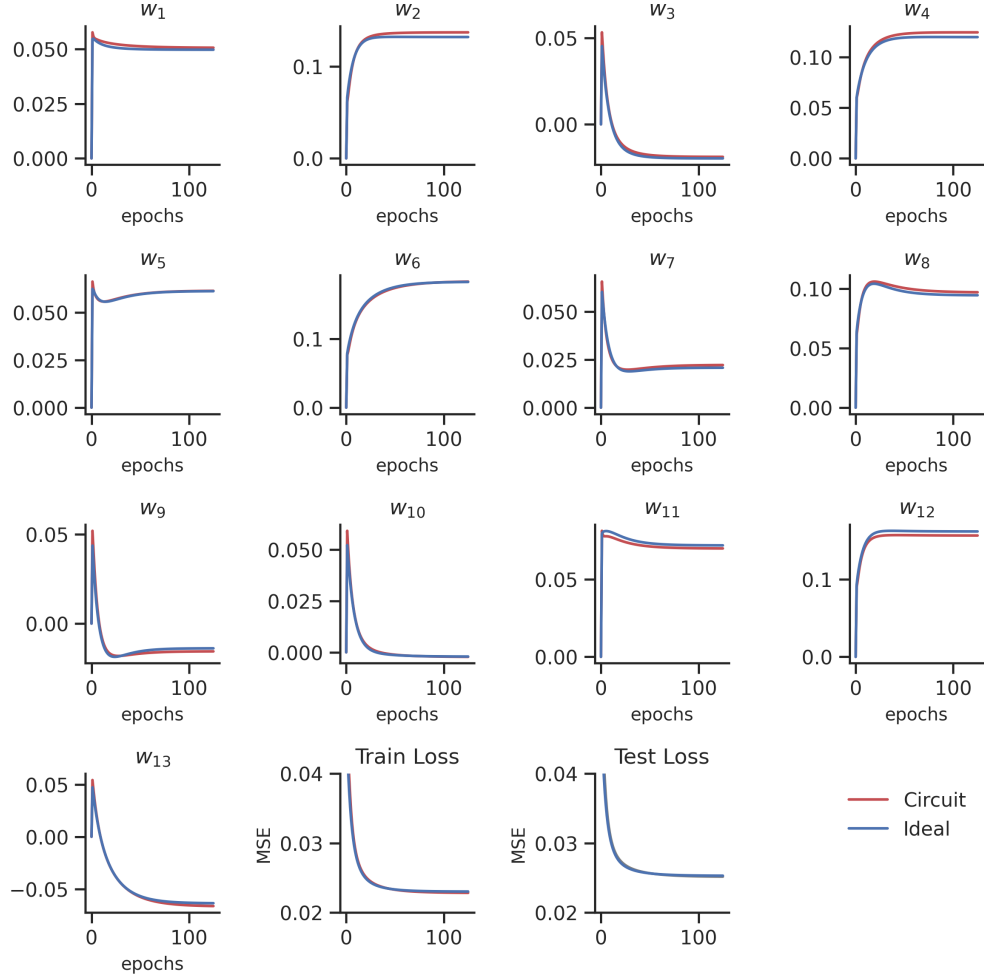 w1
0.050
0.025
0.000
0 100
epochs
w2
0.1
0.0
0 100
epochs
w3
0.05
0.00
0 100
epochs
w4
0.10
0.05
0.00
0 100
epochs
w5
0.050
0.025
0.000
0 100
epochs
w6
0.1
0.0
0 100
epochs
w7
0.050
0.025
0.000
0 100
epochs
w8
0.10
0.05
0.00
0 100
epochs
w9
0.05
0.00
0 100
epochs
w10
0.050
0.025
0.000
0 100
epochs
w11
0.05
0.00
0 100
epochs
w12
0.1
0.0
0 100
epochs
w13
0.05
0.00
−0.05
0 100
epochs
Train Loss
MSE
0.04
0.03
0.02
0 100
Test Loss
MSE
0.04
0.03
0.02
0 100
Circuit
Ideal